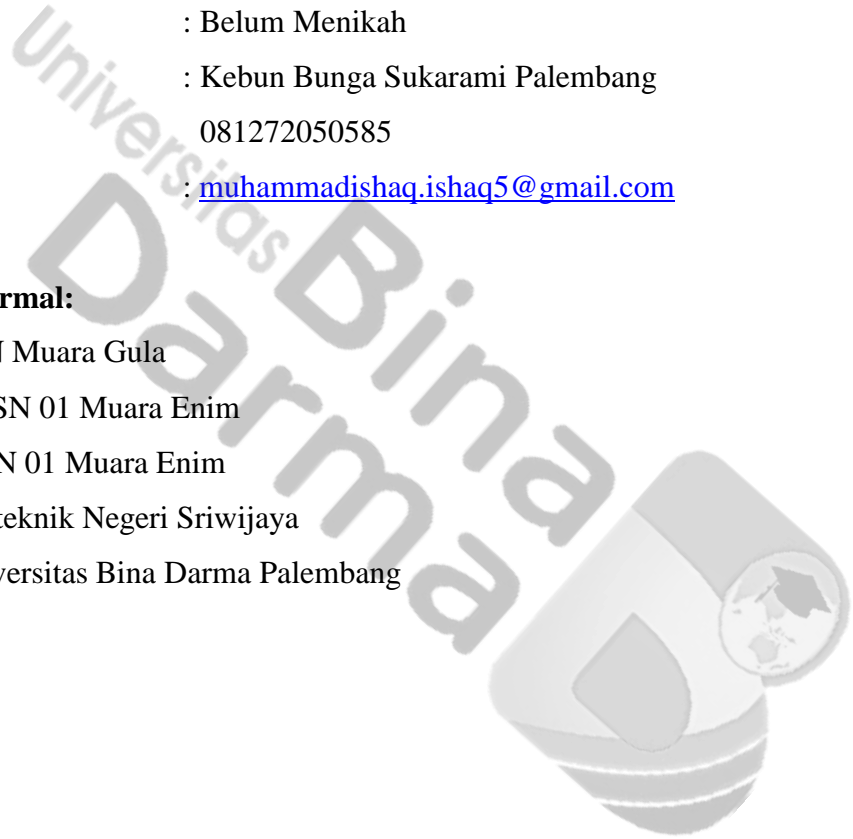 : Belum Menikah
: Kebun Bunga Sukarami Palembang
081272050585
: muhammadishaq.ishaq5@gmail.com
rmal:
Muara Gula
SN 01 Muara Enim
N 01 Muara Enim
teknik Negeri Sriwijaya
versitas Bina Darma Palembang
Universitas
Bina
Darma